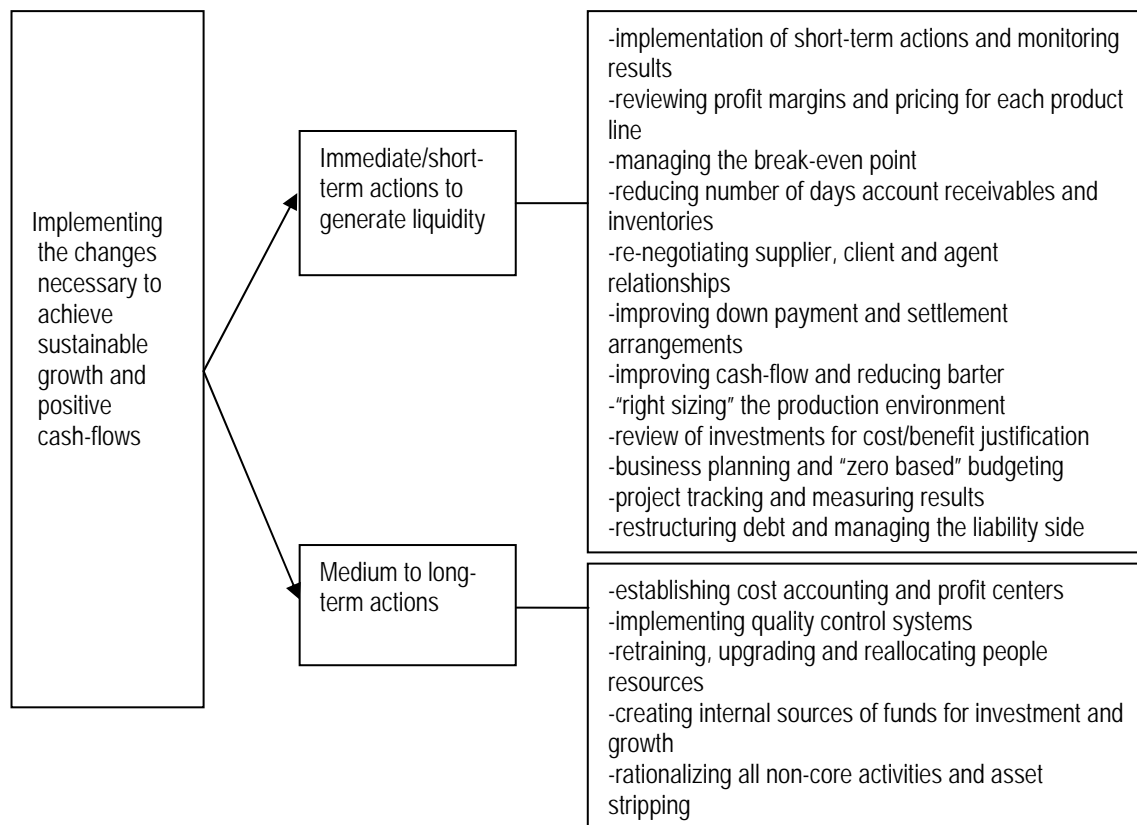 Implementing
the changes
necessary to
achieve
sustainable
growth and
positive
cash-flows
Immediate/short-
term actions to
generate liquidity
-implementation of short-term actions and monitoring
results
-reviewing profit margins and pricing for each product
line
-managing the break-even point
-reducing number of days account receivables and
inventories
-re-negotiating supplier, client and agent
relationships
-improving down payment and settlement
arrangements
-improving cash-flow and reducing barter
-“right sizing” the production environment
-review of investments for cost/benefit justification
-business planning and “zero based” budgeting
-project tracking and measuring results
-restructuring debt and managing the liability side
Medium to long-
term actions
-establishing cost accounting and profit centers
-implementing quality control systems
-retraining, upgrading and reallocating people
resources
-creating internal sources of funds for investment and
growth
-rationalizing all non-core activities and asset
stripping